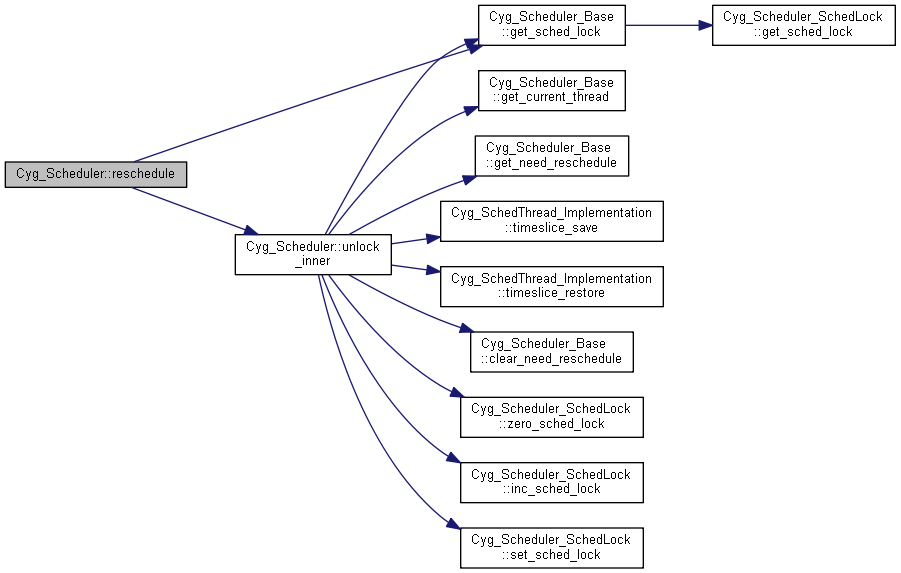 Cyg_Scheduler_Base
::get_sched_lock
Cyg_Scheduler_SchedLock
::get_sched_lock
Cyg_Scheduler_Base
::get_current_thread
Cyg_Scheduler_Base
::get_need_reschedule
Cyg_Scheduler::reschedule
Cyg_SchedThread_Implementation
::timeslice_save
Cyg_Scheduler::unlock
_inner
Cyg_SchedThread_Implementation
::timeslice_restore
Cyg_Scheduler_Base
::clear_need_reschedule
Cyg_Scheduler_SchedLock
::zero_sched_lock
Cyg_Scheduler_SchedLock
::inc_sched_lock
Cyg_Scheduler_SchedLock
::set_sched_lock